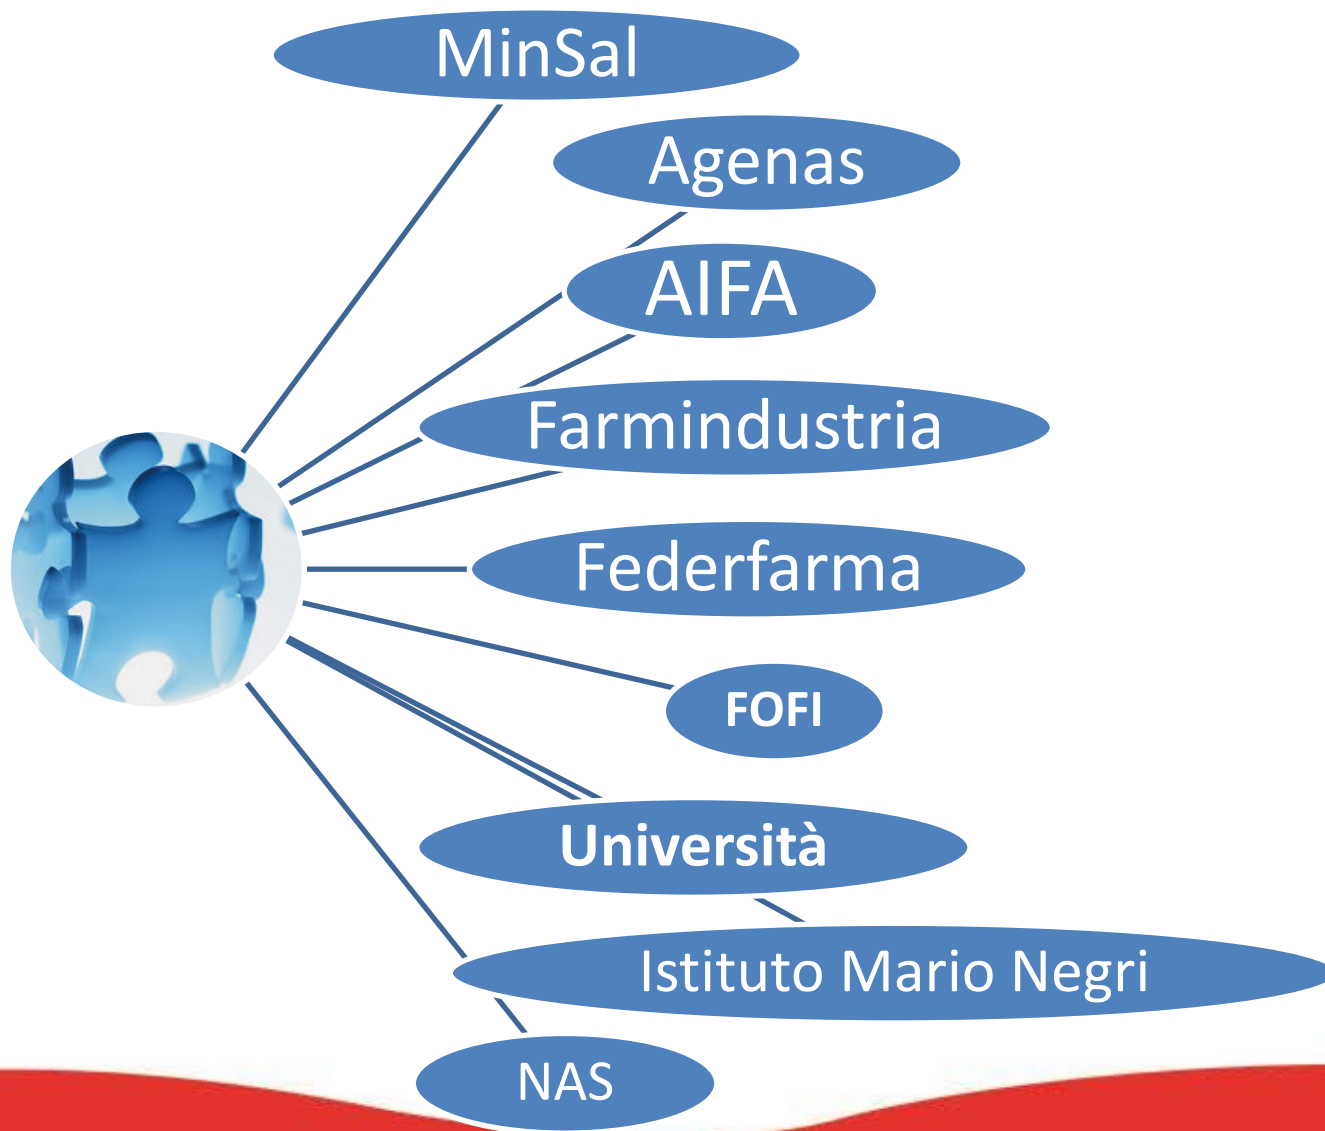 MinSal
Agenas
AIFA
Farmindustria
Federfarma
FOFI
Università
Istituto Mario Negri
NAS